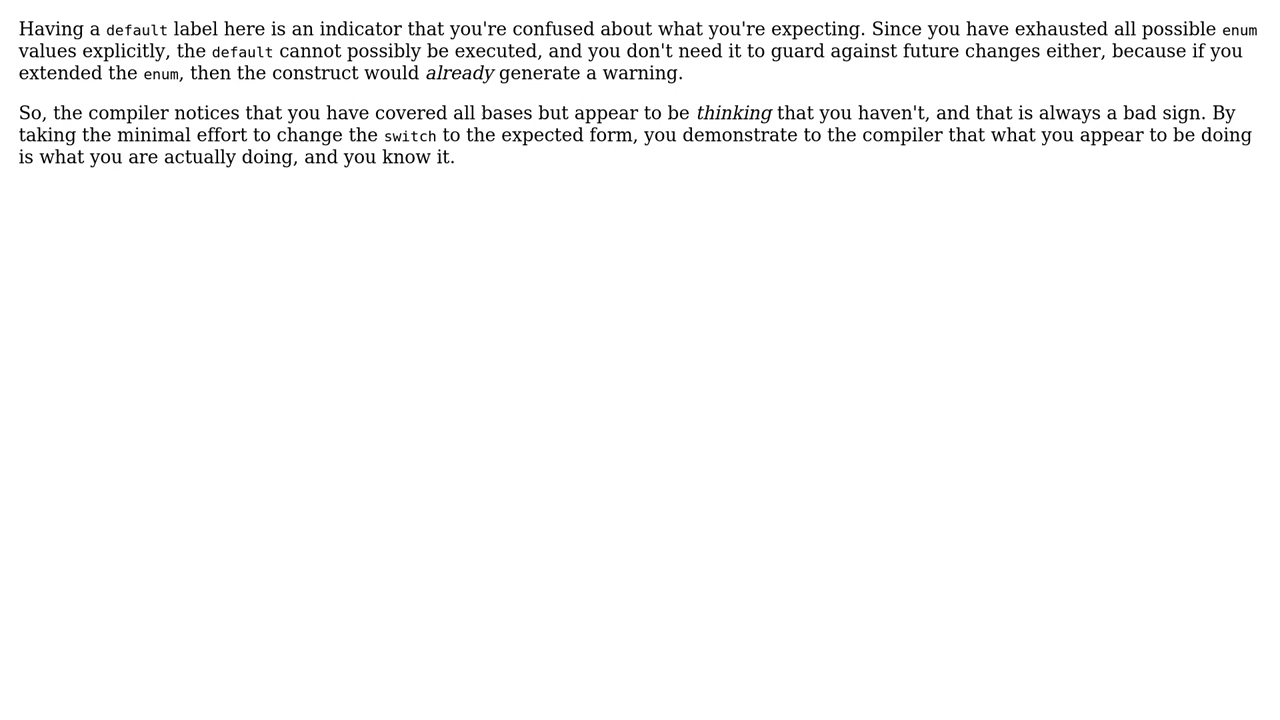 Having a default label here is an indicator that you're confused about what you're expecting. Since you have exhausted all possible enum
values explicitly, the default cannot possibly be executed, and you don't need it to guard against future changes either, because if you
extended the enum, then the construct would already generate a warning.
So, the compiler notices that you have covered all bases but appear to be thinking that you haven't, and that is always a bad sign. By
taking the minimal effort to change the switch to the expected form, you demonstrate to the compiler that what you appear to be doing
is what you are actually doing, and you know it.